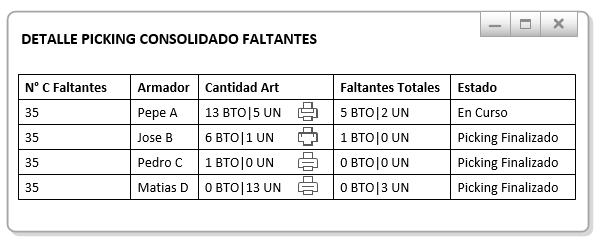 DETALLE PICKING CONSOLIDADO FALTANTES
N° C Faltantes Armador Cantidad Art Faltantes Totales Estado
35 Pepe A 13 BTO|5 UN 5 BTO|2 UN En Curso
35 Jose B 6 BTO|1 UN 1 BTO|0 UN Picking Finalizado
35 Pedro C 1 BTO|0 UN 0 BTO|0 UN Picking Finalizado
35 Matias D 0 BTO|13 UN 0 BTO|3 UN Picking Finalizado